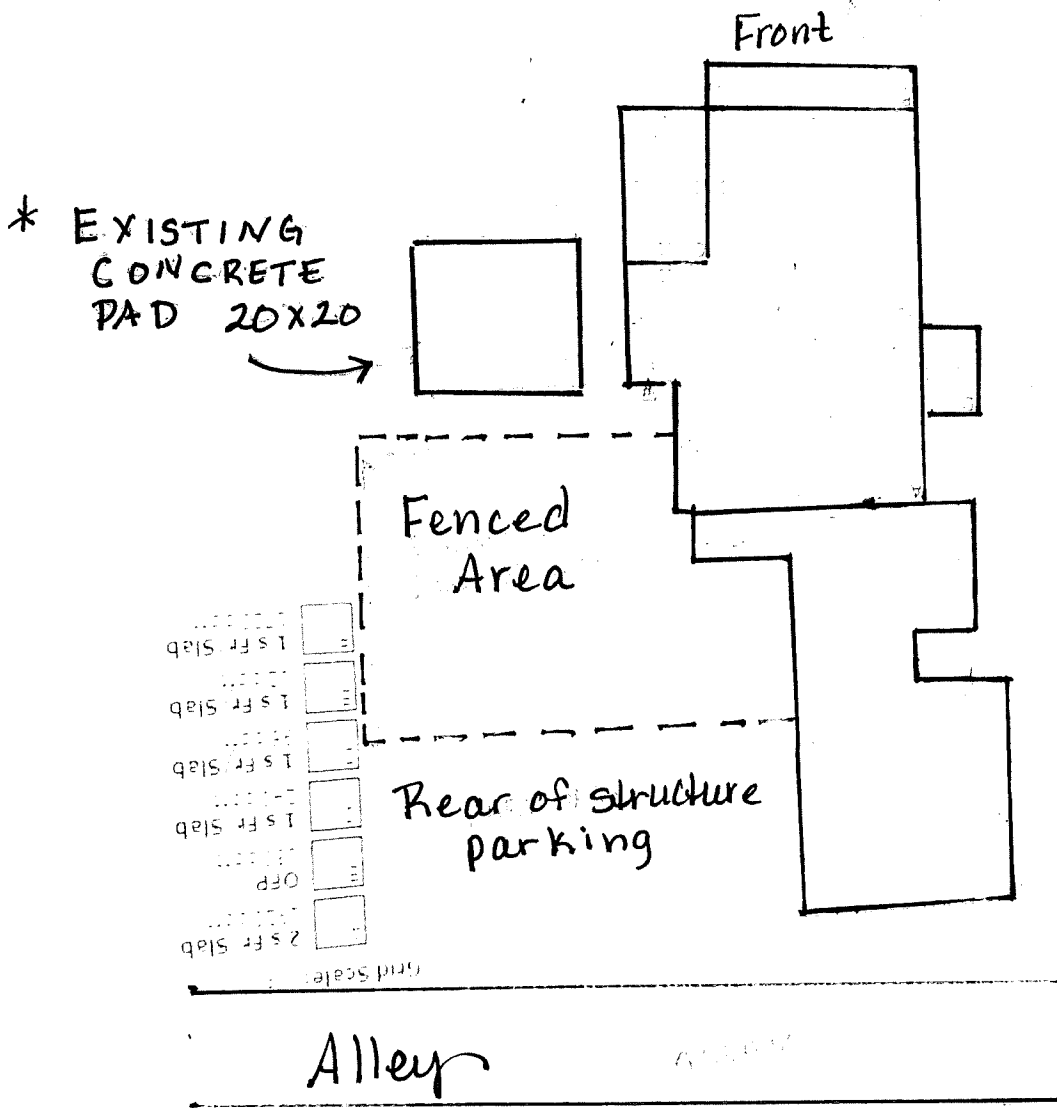 Front
* EXISTING
CONCRETE
PAD 20x20
Fenced
Area
1 s Fr Slab
1 s Fr Slab
1 s Fr Slab
1 s Fr Slab
OFP
2 s Fr Slab
Grid Scale:
Rear of structure
parking
Alley